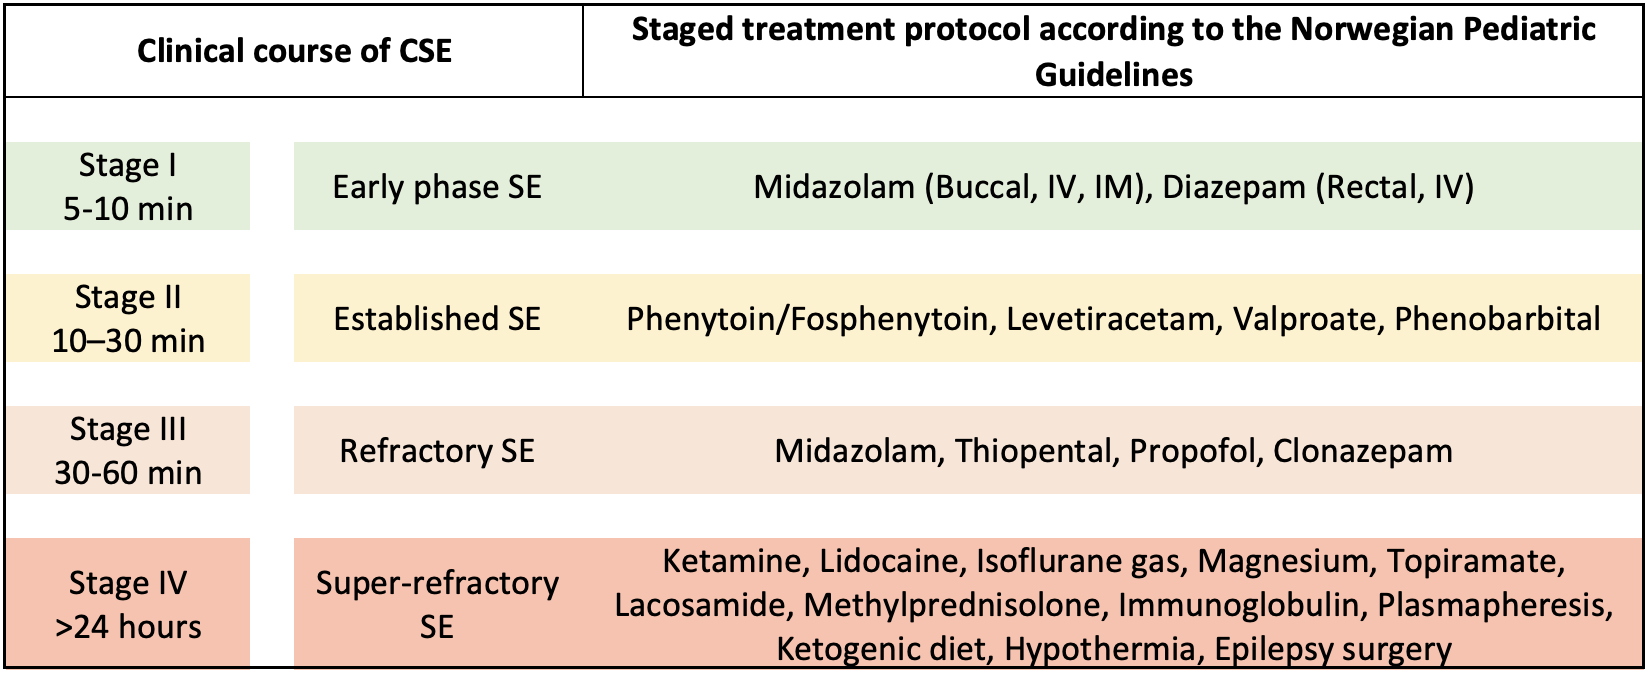 Clinical course of CSE
Staged treatment protocol according to the Norwegian Pediatric
Guidelines
Stage I
5-10 min
Early phase SE
Midazolam (Buccal, IV, IM), Diazepam (Rectal, IV)
Stage II
10–30 min
Established SE
Phenytoin/Fosphenytoin, Levetiracetam, Valproate, Phenobarbital
Stage III
30-60 min
Refractory SE
Midazolam, Thiopental, Propofol, Clonazepam
Stage IV
>24 hours
Super-refractory
SE
Ketamine, Lidocaine, Isoflurane gas, Magnesium, Topiramate,
Lacosamide, Methylprednisolone, Immunoglobulin, Plasmapheresis,
Ketogenic diet, Hypothermia, Epilepsy surgery